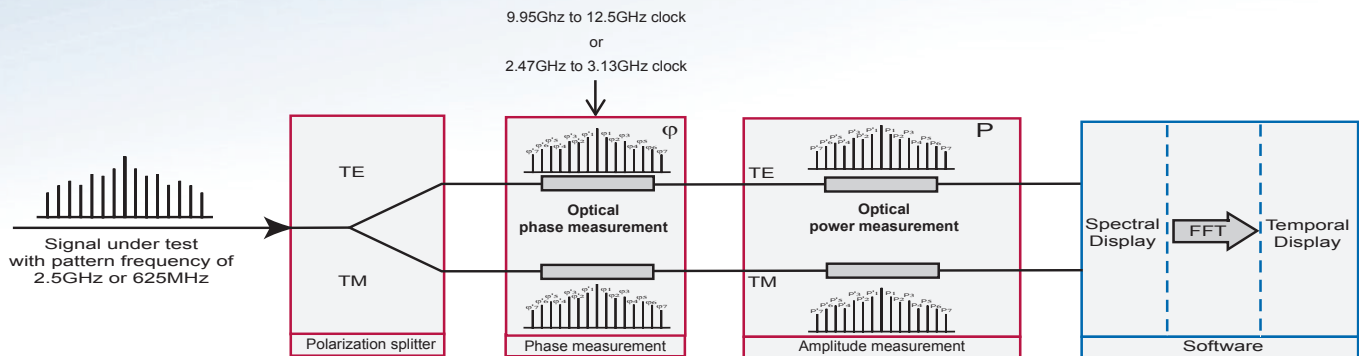 9.95Ghz to 12.5GHz clock
or
2.47GHz to 3.13GHz clock
Signal under test
with pattern frequency of
2.5GHz or 625MHz
TE
TM
Polarization splitter
φ
Optical
phase measurement
Phase measurement
P
TE
Optical
power measurement
TM
Amplitude measurement
Spectral
Display
FFT
Temporal
Display
Software